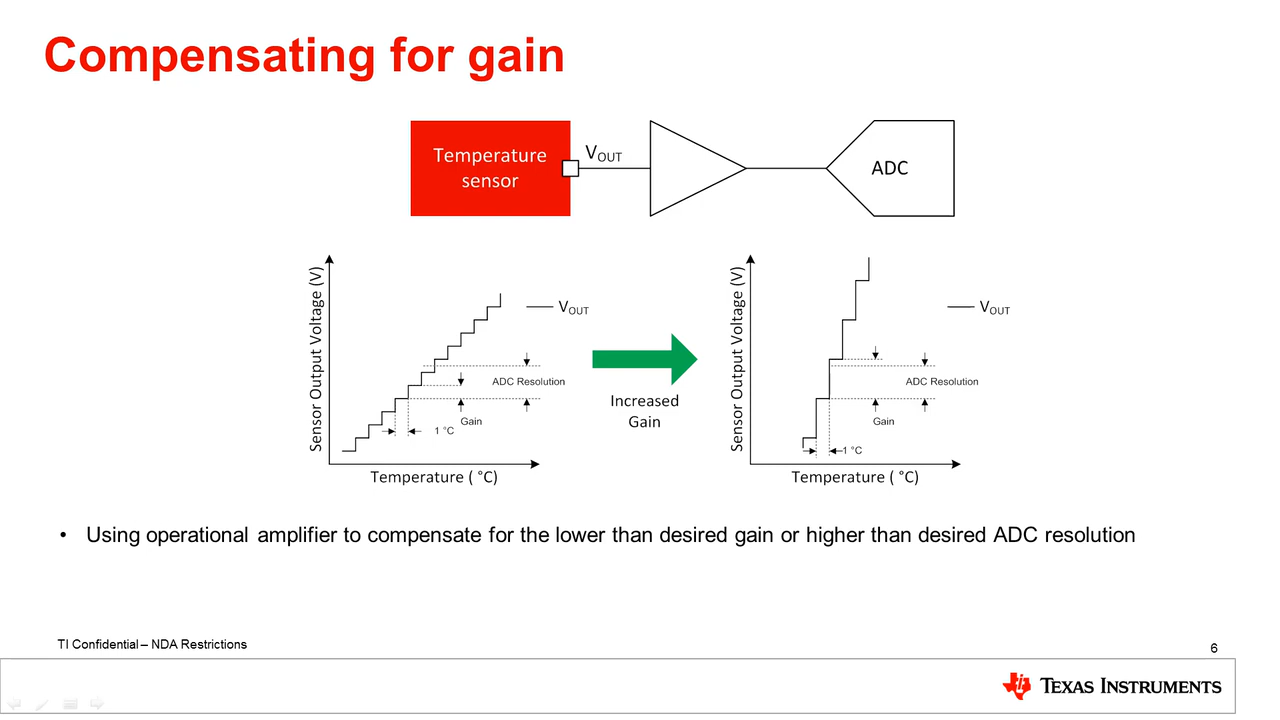 Compensating for gain
Temperature
sensor
VOUT
ADC
Sensor Output Voltage (V)
VOUT
ADC Resolution
Gain
1 °C
Temperature ( °C)
Increased
Gain
Sensor Output Voltage (V)
VOUT
ADC Resolution
Gain
1 °C
Temperature ( °C)
• Using operational amplifier to compensate for the lower than desired gain or higher than desired ADC resolution
TI Confidential – NDA Restrictions
6
TEXAS INSTRUMENTS